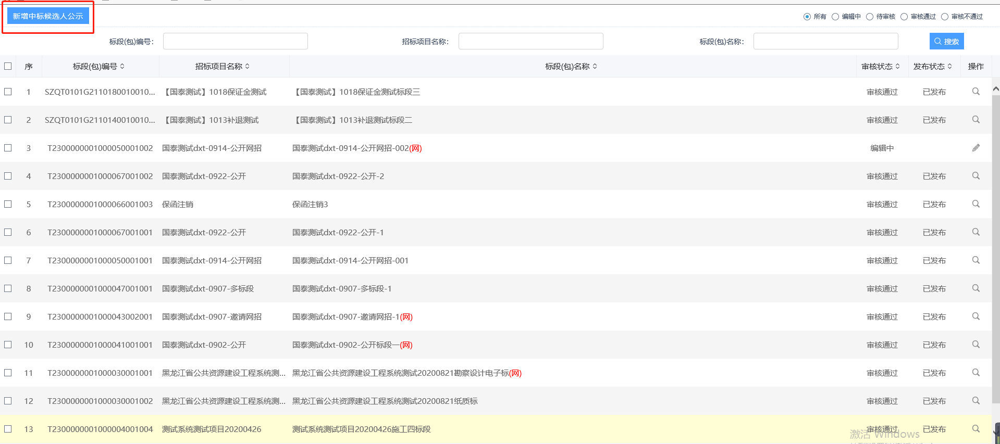 新增中标候选人公示
所有 编辑中 待审核 审核通过 审核不通过
标段(包)编号： 招标项目名称： 标段(包)名称： 搜索
序 标段(包)编号 招标项目名称 标段(包)名称 审核状态 发布状态 操作
1 SZQT0101G2110180010010... 【国泰测试】1018保证金测试 【国泰测试】1018保证金测试标段三 审核通过 已发布
2 SZQT0101G2110140010010... 【国泰测试】1013补退测试 【国泰测试】1013补退测试标段二 审核通过 已发布
3 T2300000001000050001002 国泰测试dxt-0914-公开网招 国泰测试dxt-0914-公开网招-002(网) 编辑中
4 T2300000001000067001002 国泰测试dxt-0922-公开 国泰测试dxt-0922-公开-2 审核通过 已发布
5 T2300000001000066001003 保函注销 保函注销3 审核通过 已发布
6 T2300000001000067001001 国泰测试dxt-0922-公开 国泰测试dxt-0922-公开-1 审核通过 已发布
7 T2300000001000050001001 国泰测试dxt-0914-公开网招 国泰测试dxt-0914-公开网招-001 审核通过 已发布
8 T2300000001000047001001 国泰测试dxt-0907-多标段 国泰测试dxt-0907-多标段-1 审核通过 已发布
9 T2300000001000043002001 国泰测试dxt-0907-邀请网招 国泰测试dxt-0907-邀请网招-1(网) 审核通过 已发布
10 T2300000001000041001001 国泰测试dxt-0902-公开 国泰测试dxt-0902-公开标段一(网) 审核通过 已发布
11 T2300000001000030001001 黑龙江省公共资源建设工程系统测... 黑龙江省公共资源建设工程系统测试20200821勘察设计电子标(网) 审核通过 已发布
12 T2300000001000030001002 黑龙江省公共资源建设工程系统测... 黑龙江省公共资源建设工程系统测试20200821纸质标 审核通过 已发布
13 T2300000001000004001004 测试系统测试项目20200426 测试系统测试项目20200426施工四标段 审核通过 已发布
激活 Windows